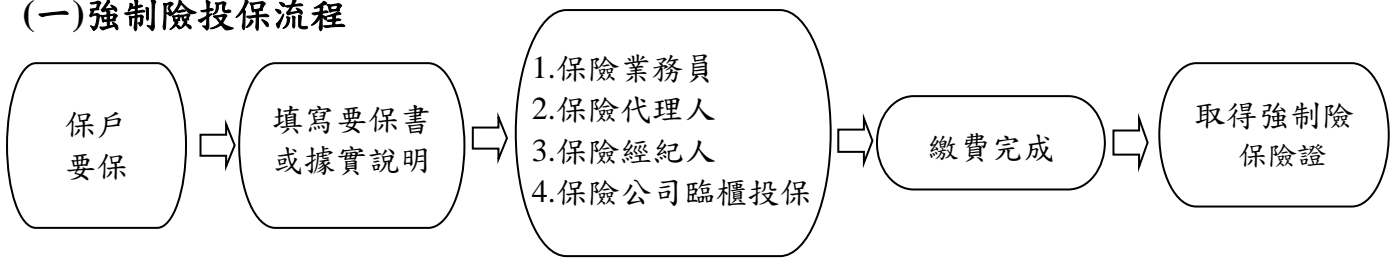 (一)強制險投保流程
保戶
要保
填寫要保書
或據實說明
1.保險業務員
2.保險代理人
3.保險經紀人
4.保險公司臨櫃投保
繳費完成
取得強制險
保險證